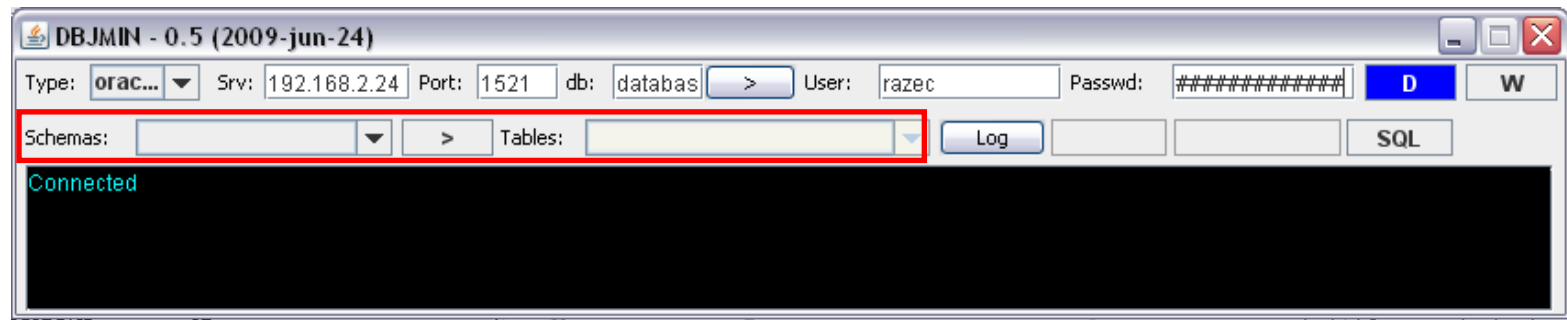 DBJMIN - 0.5 (2009-jun-24)
Type: orac... Srv: 192.168.2.24 Port: 1521 db: databas > User: razec Passwd: ############# D W
Schemas: > Tables: Log SQL
Connected